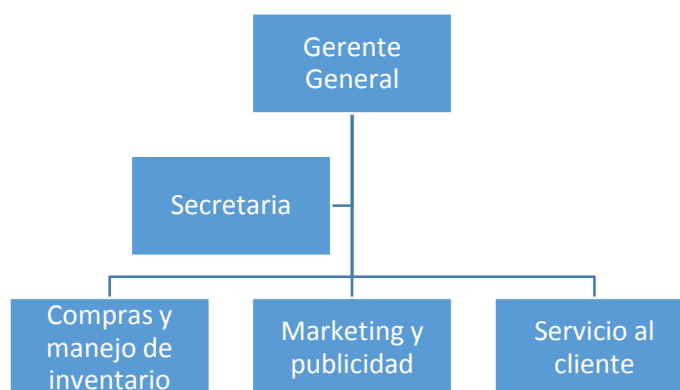 Gerente
General
Secretaria
Compras y
manejo de
inventario
Marketing y
publicidad
Servicio al
cliente